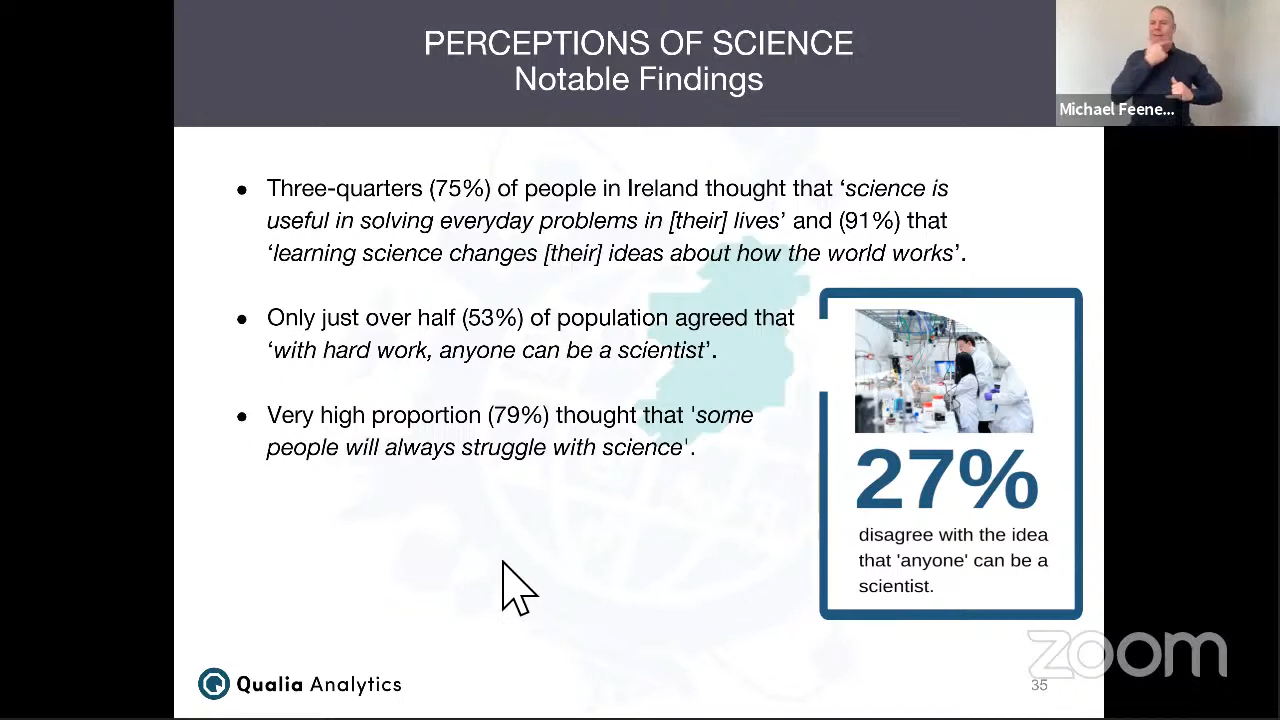 PERCEPTIONS OF SCIENCE
Notable Findings
Michael Feene...
● Three-quarters (75%) of people in Ireland thought that ‘science is
useful in solving everyday problems in [their] lives’ and (91%) that
‘learning science changes [their] ideas about how the world works’.
● Only just over half (53%) of population agreed that
‘with hard work, anyone can be a scientist’.
● Very high proportion (79%) thought that 'some
people will always struggle with science'.
27%
disagree with the idea
that 'anyone' can be a
scientist.
zoom
Qualia Analytics
35